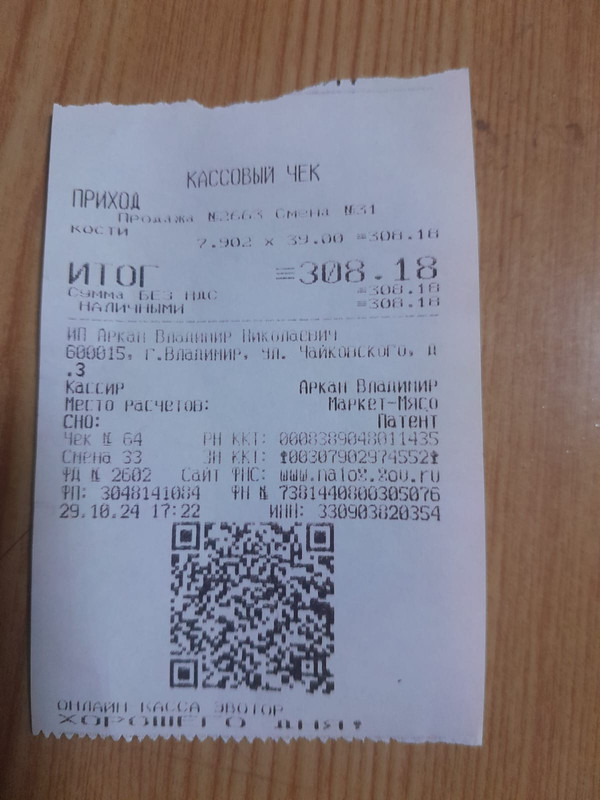 КАССОВЫЙ ЧЕК
ПРИХОД
Продажа №2663 Смена №31
КОСТИ
7.902 x 39.00 =308.18
ИТОГ =308.18
Сумма БЕЗ НДС =308.18
НАЛИЧНЫМИ =308.18
ИП Аркан Владимир Николаевич
600015, г.Владимир, ул. Чайковского, д
.3
Кассир Аркан Владимир
Место расчетов: Маркет-Мясо
СНО: Патент
Чек № 64 РН ККТ: 0008389048011435
Смена 33 ЗН ККТ: 00307902974552
ФД № 2602 Сайт ФНС: www.nalog.gov.ru
ФП: 3048141084 ФН № 7381440800305076
29.10.24 17:22 ИНН: 330903820354
ОНЛАЙН КАССА ЭВОТОР
ХОРОШЕГО ДНЯ!